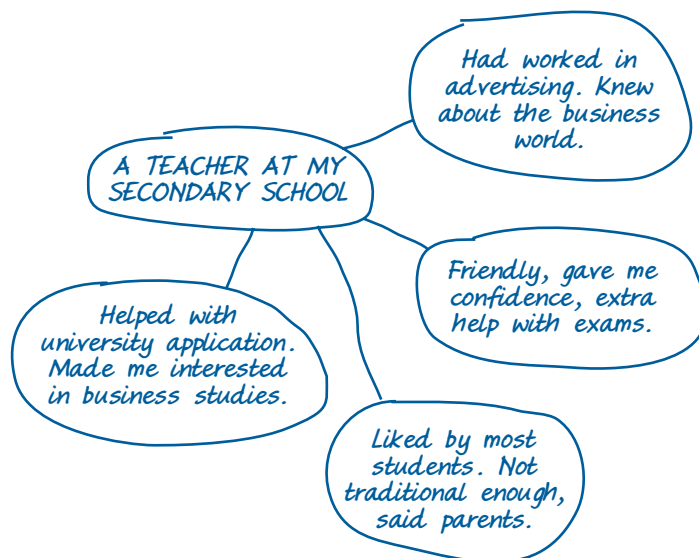 Had worked in
advertising. Knew
about the business
world.
A TEACHER AT MY
SECONDARY SCHOOL
Friendly, gave me
confidence, extra
help with exams.
Helped with
university application.
Made me interested
in business studies.
Liked by most
students. Not
traditional enough,
said parents.